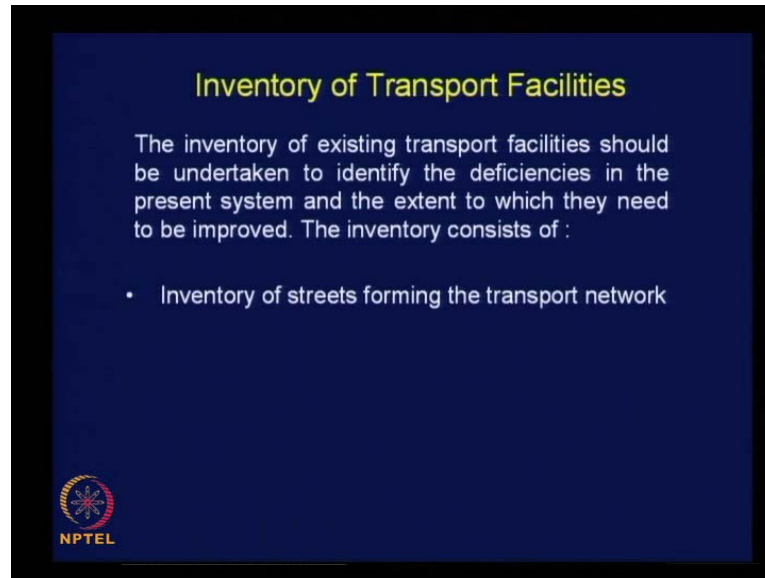 Inventory of Transport Facilities
The inventory of existing transport facilities should
be undertaken to identify the deficiencies in the
present system and the extent to which they need
to be improved. The inventory consists of :
• Inventory of streets forming the transport network
NPTEL